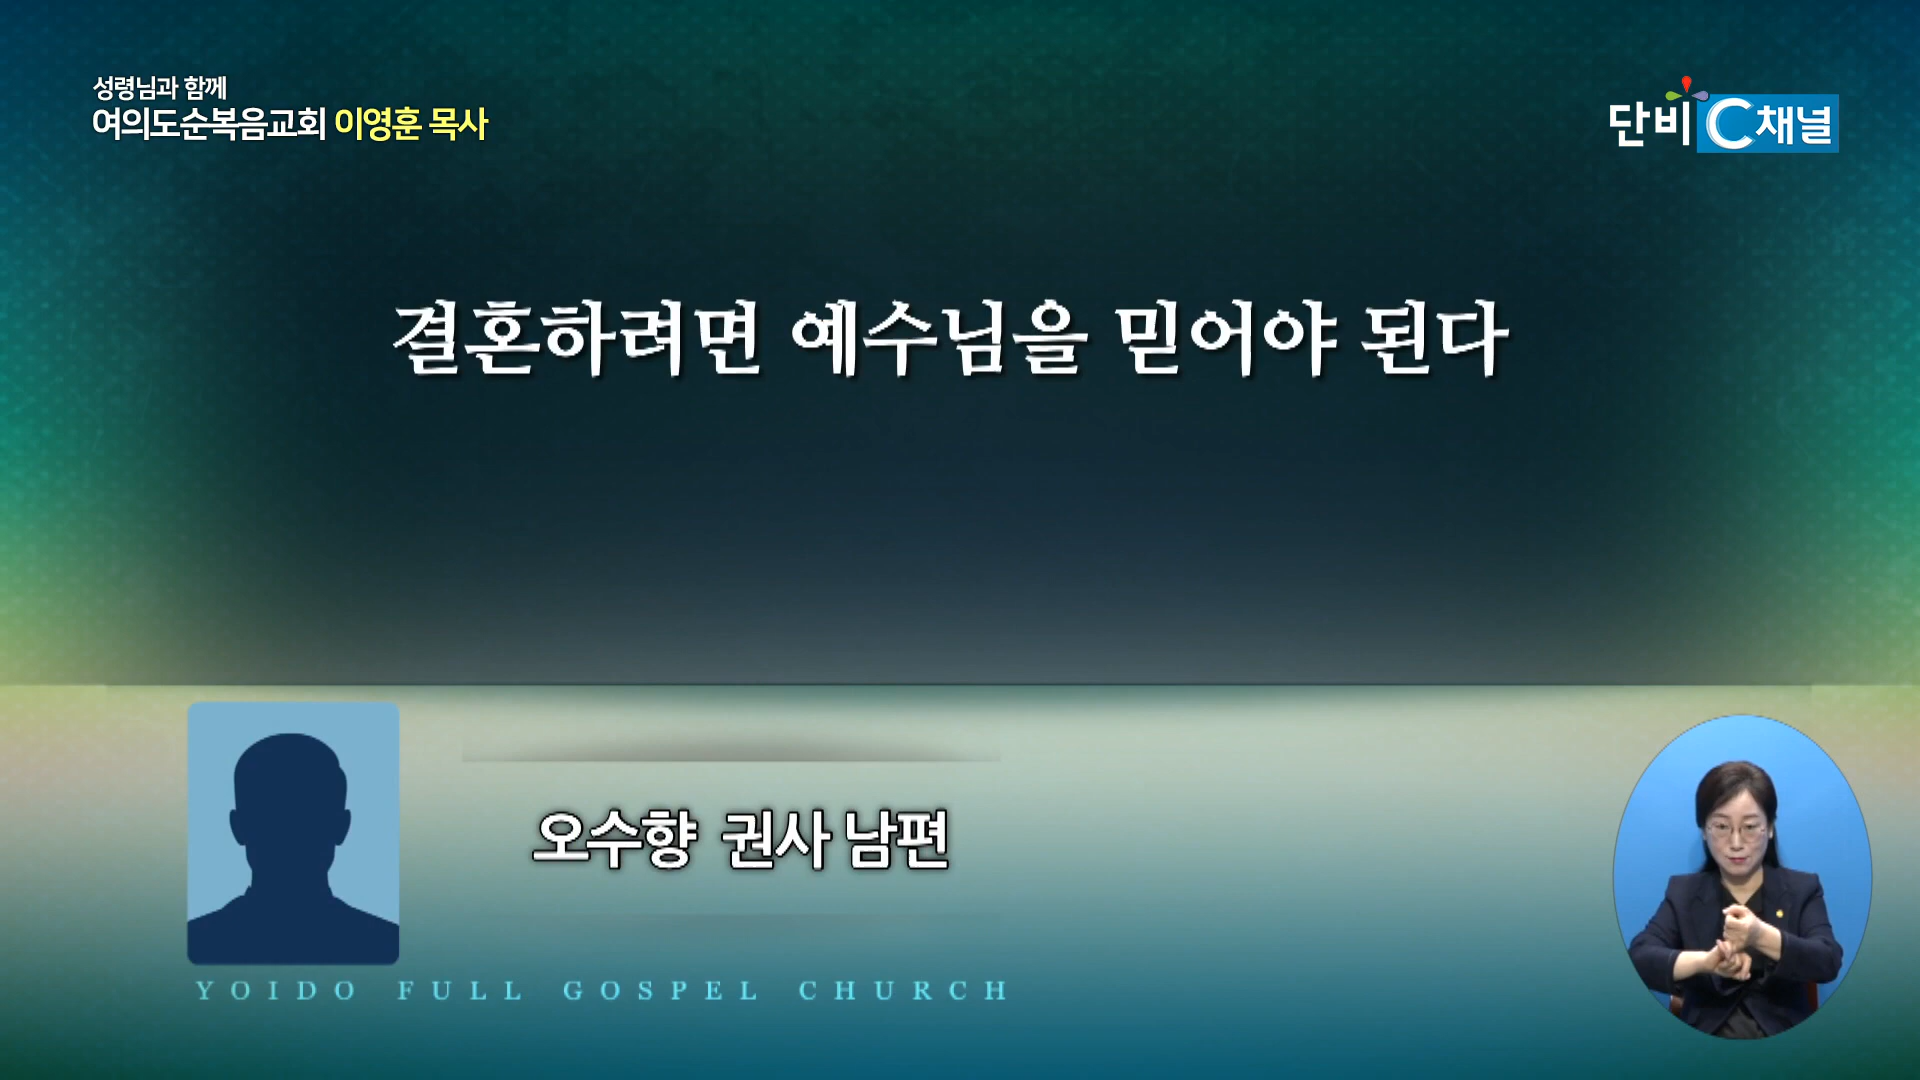 성령님과 함께
여의도순복음교회 이영훈 목사
단비 C채널
결혼하려면 예수님을 믿어야 된다
오수향 권사 남편
YOIDO FULL GOSPEL CHURCH